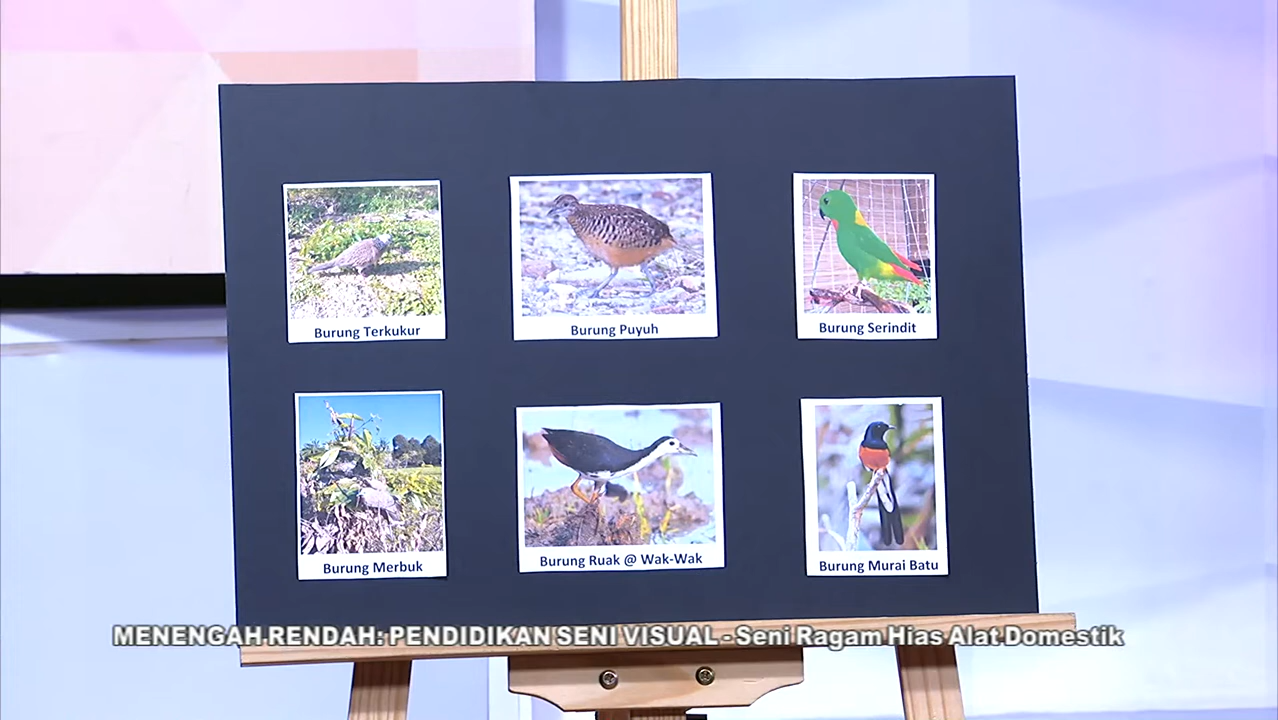 Burung Terkukur
Burung Puyuh
Burung Serindit
Burung Merbuk
Burung Ruak @ Wak-Wak
Burung Murai Batu
MENENGAH RENDAH: PENDIDIKAN SENI VISUAL - Seni Ragam Hias Alat Domestik